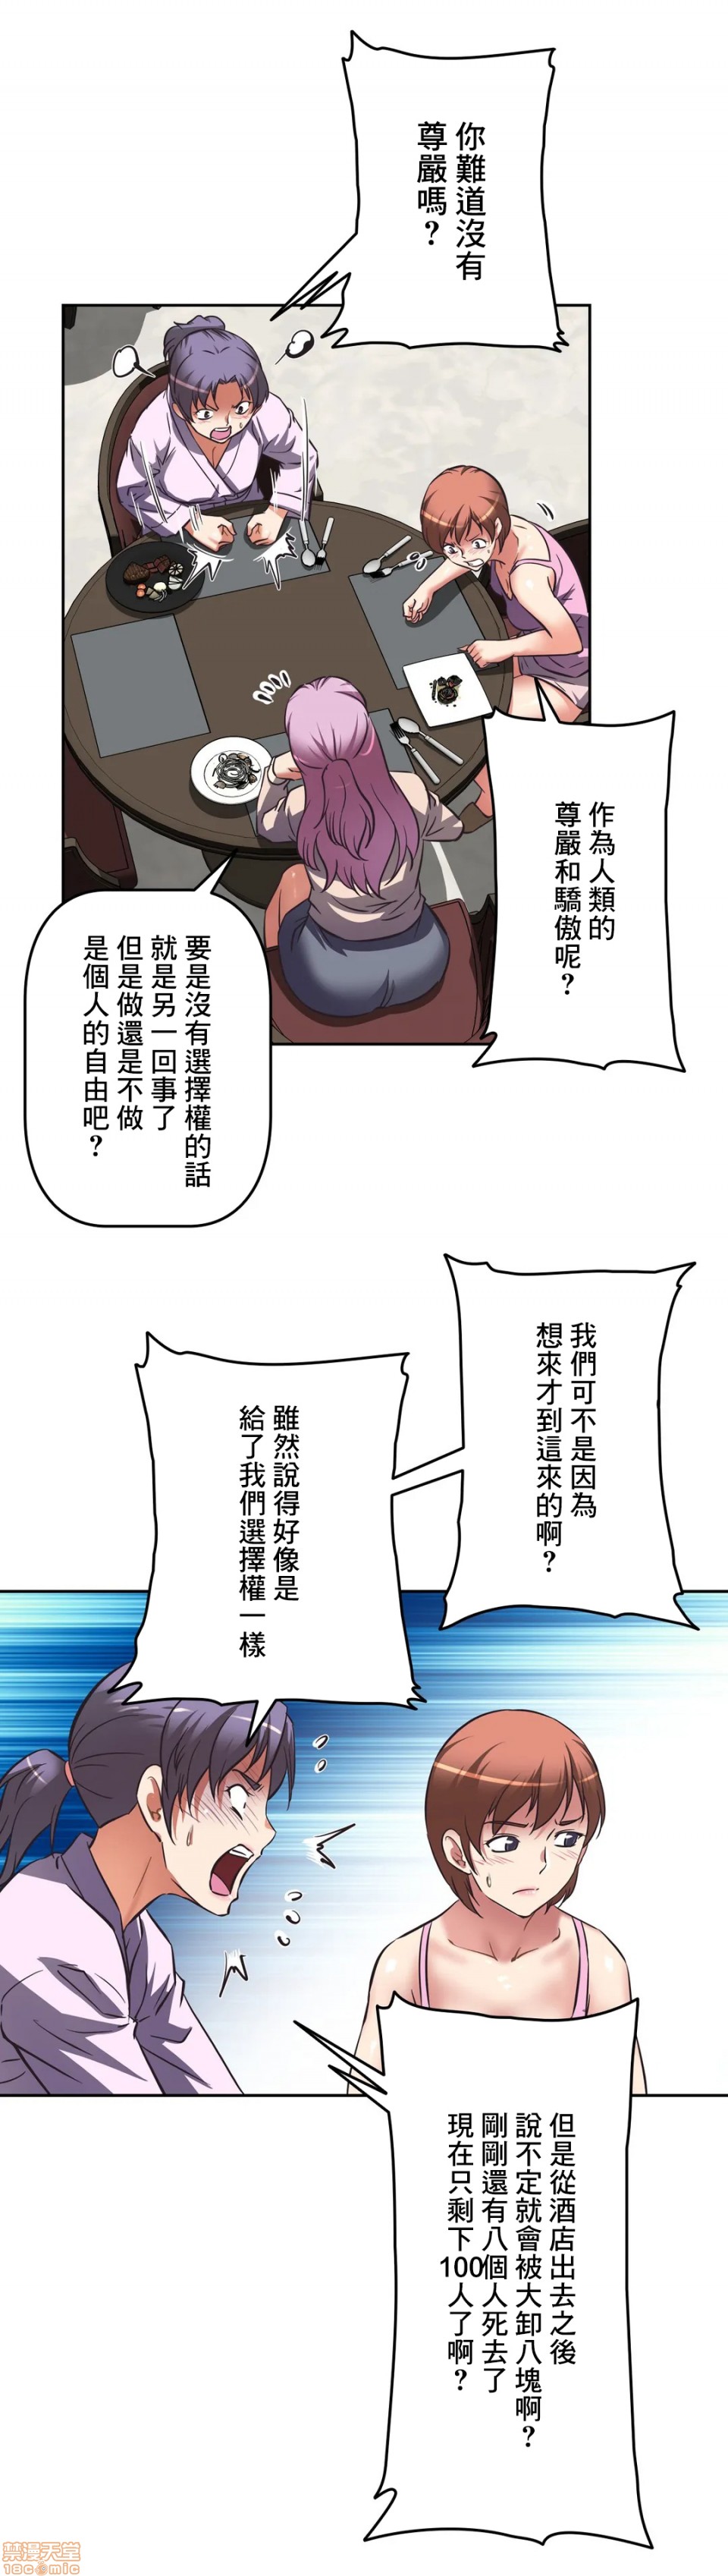 你難道沒有
尊嚴嗎？
作為人類的
尊嚴和驕傲呢？
要是沒有選擇權的話
就是另一回事了
但是做還是不做
是個人的自由吧？
我們可不是因為
想來才到這來的啊？
雖然說得好像是
給了我們選擇權一樣
但是從酒店出去之後
說不定就會被大卸八塊啊？
剛剛還有八個人死去了
現在只剩下100人了啊？
禁漫天堂
18comic